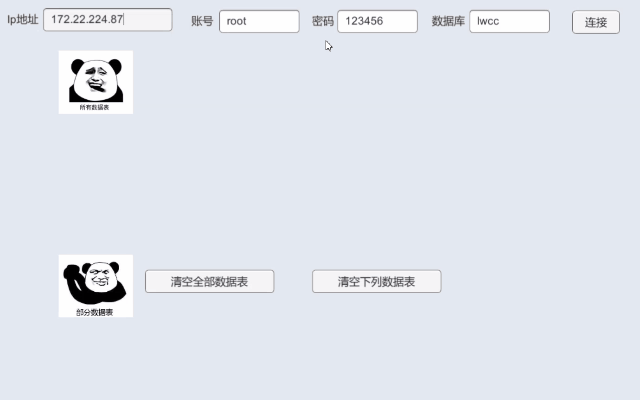 Ip地址 172.22.224.87 账号 root 密码 123456 数据库 lwcc 连接
所有数据表
清空全部数据表 清空下列数据表
部分数据表